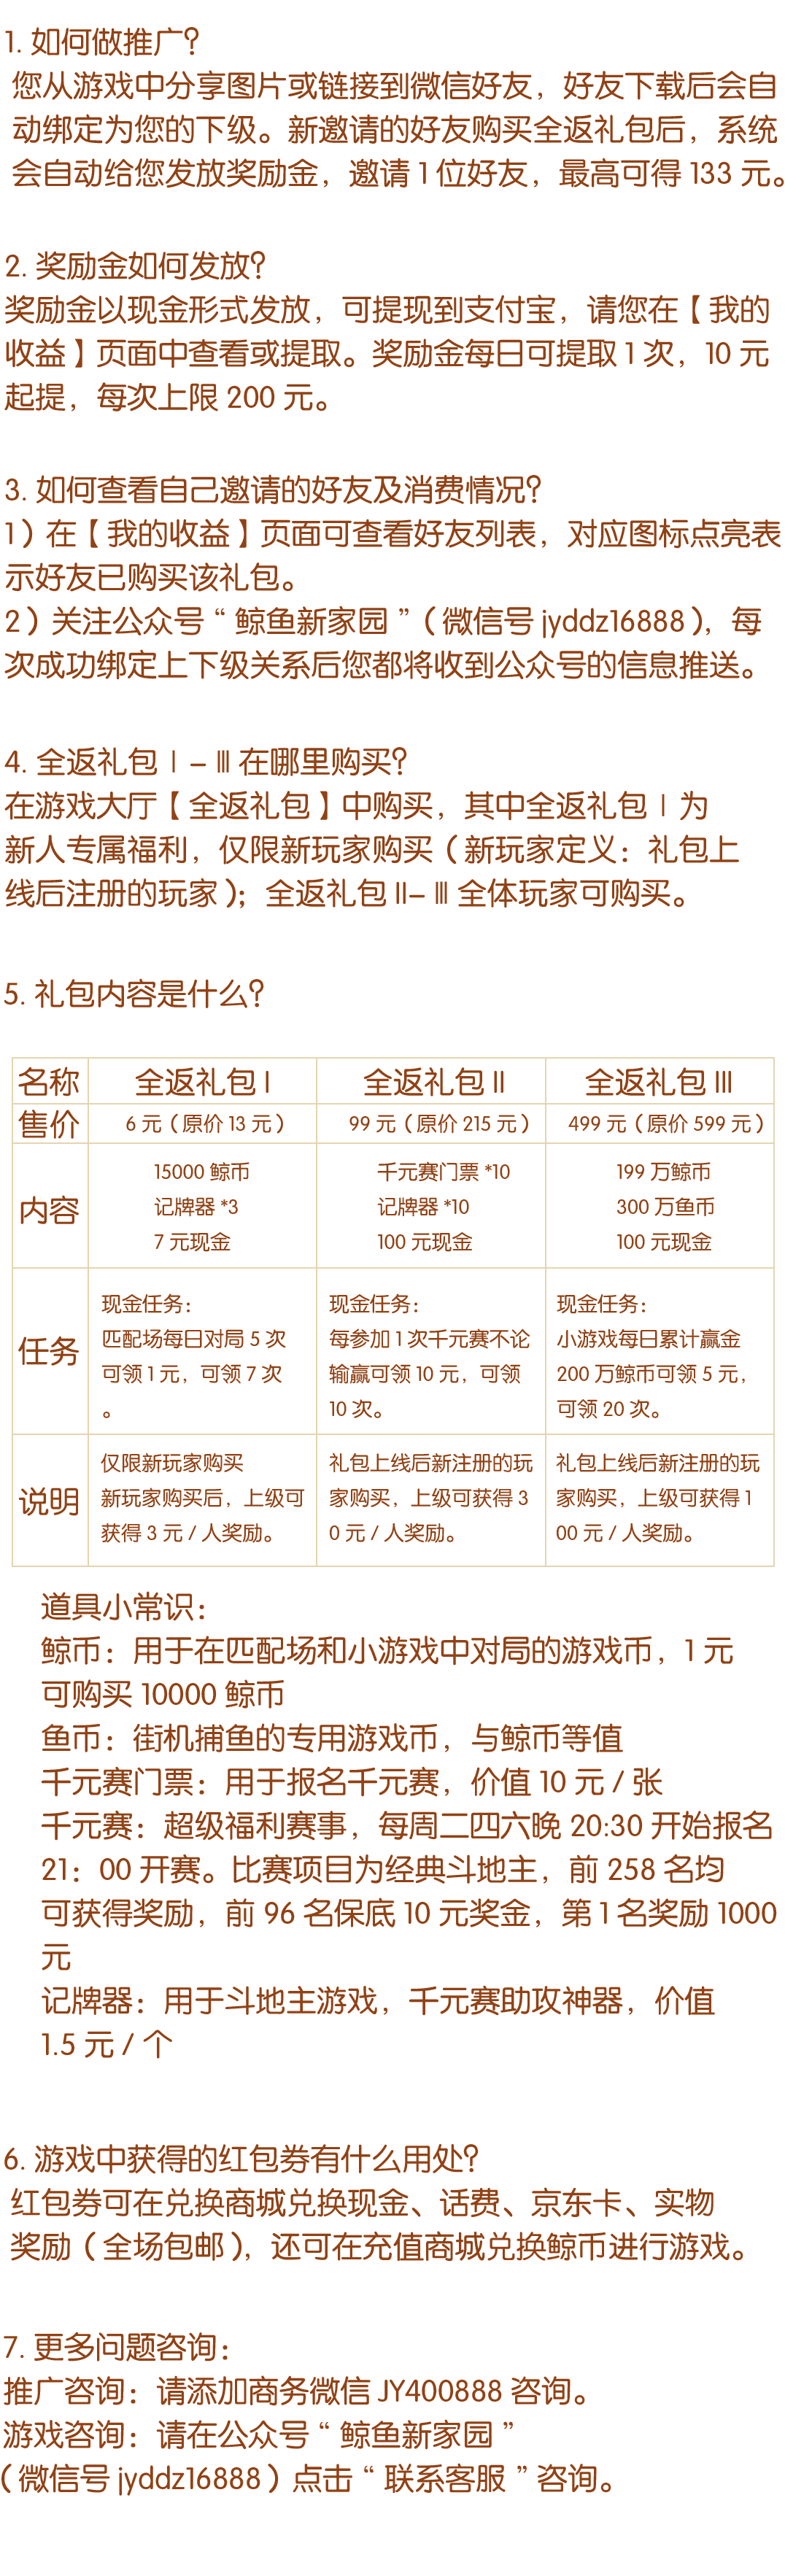 1. 如何做推广？
您从游戏中分享图片或链接到微信好友，好友下载后会自
动绑定为您的下级。新邀请的好友购买全返礼包后，系统
会自动给您发放奖励金，邀请 1 位好友，最高可得 133 元。
2. 奖励金如何发放？
奖励金以现金形式发放，可提现到支付宝，请您在【我的
收益】页面中查看或提取。奖励金每日可提取 1 次，10 元
起提，每次上限 200 元。
3. 如何查看自己邀请的好友及消费情况？
1）在【我的收益】页面可查看好友列表，对应图标点亮表
示好友已购买该礼包。
2）关注公众号“鲸鱼新家园”（微信号 jyddz16888），每
次成功绑定上下级关系后您都将收到公众号的信息推送。
4. 全返礼包 I - III 在哪里购买？
在游戏大厅【全返礼包】中购买，其中全返礼包 I 为
新人专属福利，仅限新玩家购买（新玩家定义：礼包上
线后注册的玩家）；全返礼包 II- III 全体玩家可购买。
5. 礼包内容是什么？
名称 全返礼包 I 全返礼包 II 全返礼包 III
售价 6 元（原价 13 元） 99 元（原价 215 元） 499 元（原价 599 元）
15000 鲸币 千元赛门票 *10 199 万鲸币
内容 记牌器 *3 记牌器 *10 300 万鱼币
7 元现金 100 元现金 100 元现金
现金任务： 现金任务： 现金任务：
匹配场每日对局 5 次 每参加 1 次千元赛不论 小游戏每日累计赢金
任务 可领 1 元，可领 7 次 输赢可领 10 元，可领 200 万鲸币可领 5 元，
。 10 次。 可领 20 次。
仅限新玩家购买 礼包上线后新注册的玩 礼包上线后新注册的玩
说明 新玩家购买后，上级可 家购买，上级可获得 3 家购买，上级可获得 1
获得 3 元 / 人奖励。 0 元 / 人奖励。 00 元 / 人奖励。
道具小常识：
鲸币：用于在匹配场和小游戏中对局的游戏币，1 元
可购买 10000 鲸币
鱼币：街机捕鱼的专用游戏币，与鲸币等值
千元赛门票：用于报名千元赛，价值 10 元 / 张
千元赛：超级福利赛事，每周二四六晚 20:30 开始报名
21：00 开赛。比赛项目为经典斗地主，前 258 名均
可获得奖励，前 96 名保底 10 元奖金，第 1 名奖励 1000
元
记牌器：用于斗地主游戏，千元赛助攻神器，价值
1.5 元 / 个
6. 游戏中获得的红包券有什么用处？
红包券可在兑换商城兑换现金、话费、京东卡、实物
奖励（全场包邮），还可在充值商城兑换鲸币进行游戏。
7. 更多问题咨询：
推广咨询：请添加商务微信 JY400888 咨询。
游戏咨询：请在公众号“鲸鱼新家园”
（微信号 jyddz16888）点击“联系客服”咨询。